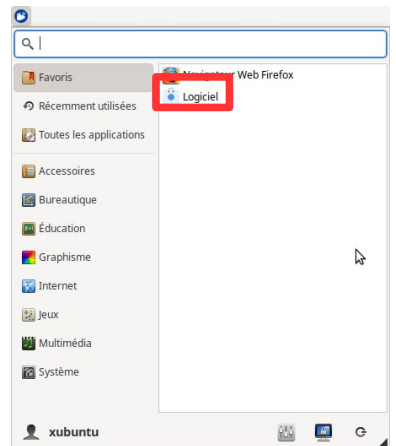 Favoris
Récemment utilisées
Toutes les applications
Accessoires
Bureautique
Éducation
Graphisme
Internet
Jeux
Multimédia
Système
Navigateur Web Firefox
Logiciel
xubuntu